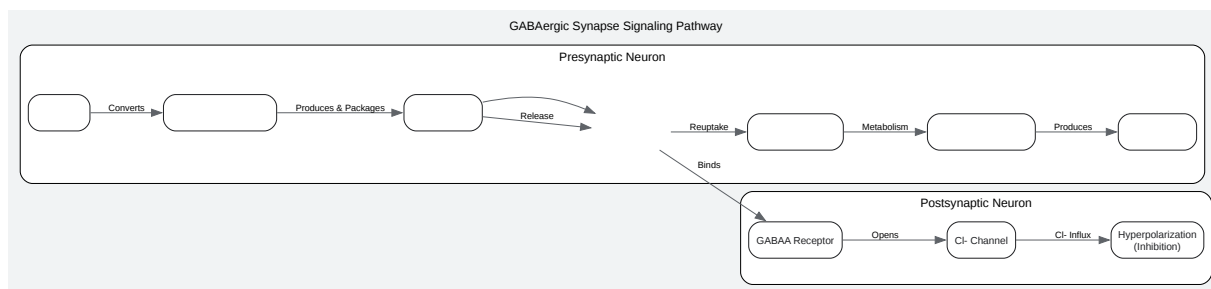 GABAergic Synapse Signaling Pathway
Presynaptic Neuron
Converts
Produces & Packages
Release
Reuptake
Metabolism
Produces
Binds
Postsynaptic Neuron
GABAA Receptor
Opens
Cl- Channel
Cl- Influx
Hyperpolarization
(Inhibition)